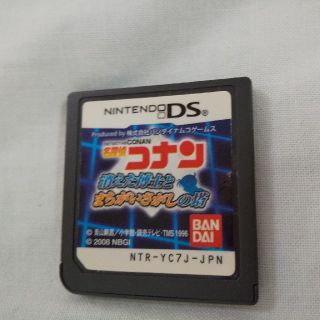 NINTENDO DS
Produced by 株式会社バンダイナムコゲームス
CONAN
名探偵コナン
消えた博士と
まちがいさがしの塔
BAN
DAI
© 青山剛昌／小学館・読売テレビ・TMS 1996
© 2008 NBGI
NTR-YC7J-JPN